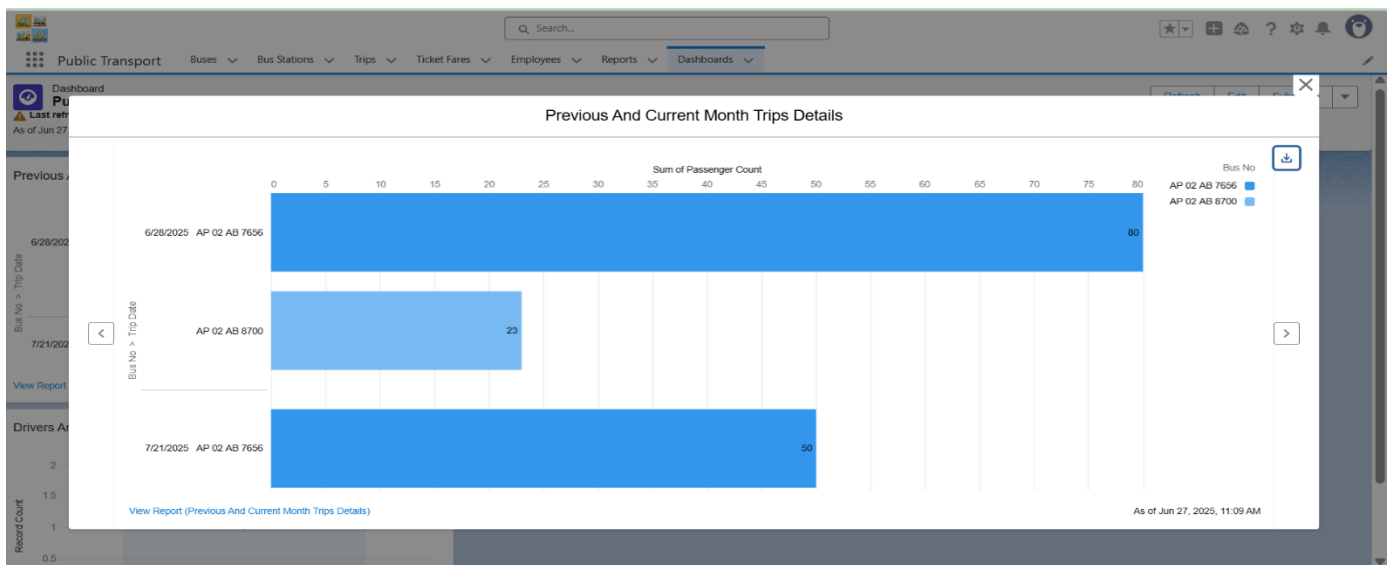 Search...
Public Transport Buses Bus Stations Trips Ticket Fares Employees Reports Dashboards
Dashboard
Pu
Last refr
As of Jun 27,
Previous And Current Month Trips Details
Previous A
6/28/202
Bus No > Trip Date
7/21/202
View Report
Drivers An
2
1.5
1
0.5
Record Count
Sum of Passenger Count
0 5 10 15 20 25 30 35 40 45 50 55 60 65 70 75 80
Bus No
AP 02 AB 7656
AP 02 AB 8700
6/28/2025 AP 02 AB 7656 80
AP 02 AB 8700 23
7/21/2025 AP 02 AB 7656 50
Bus No > Trip Date
View Report (Previous And Current Month Trips Details)
As of Jun 27, 2025, 11:09 AM